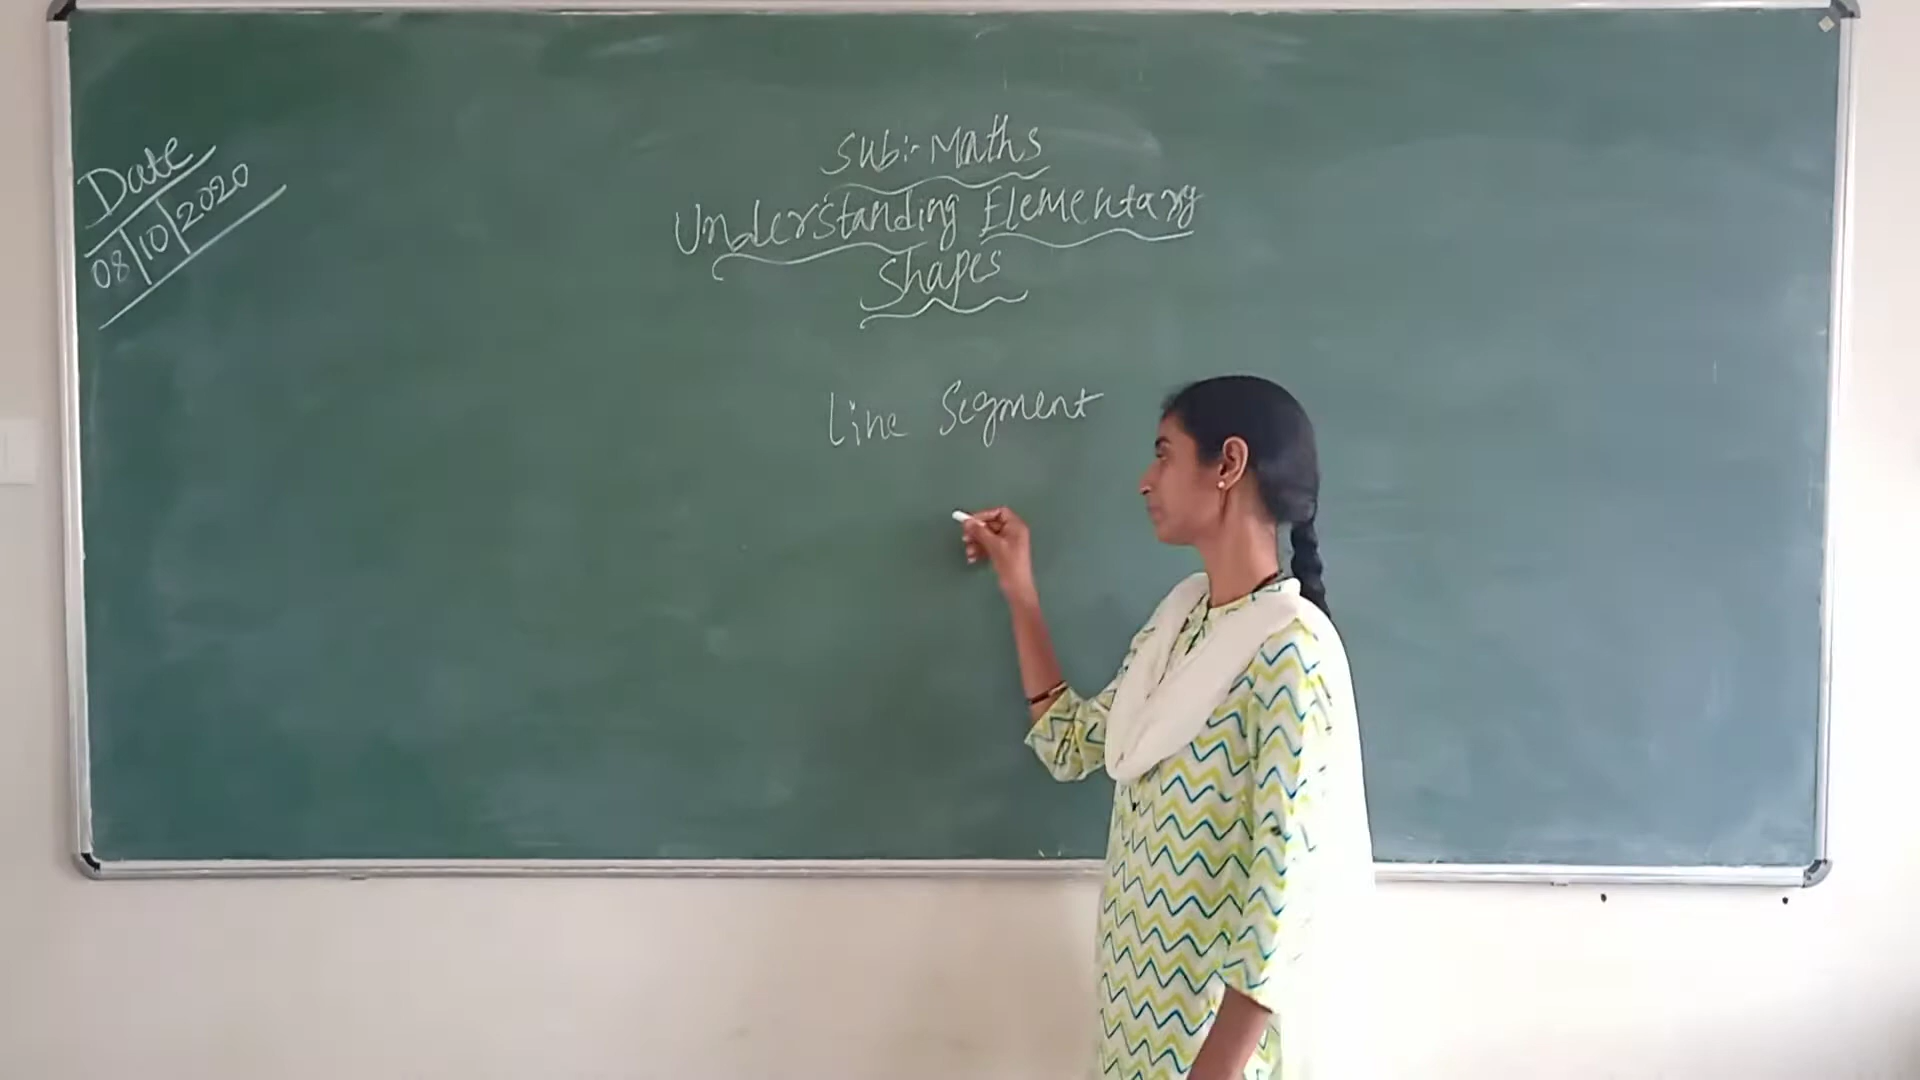 Date
08/10/2020
Sub:- Maths
Understanding Elementary
Shapes
Line Segment